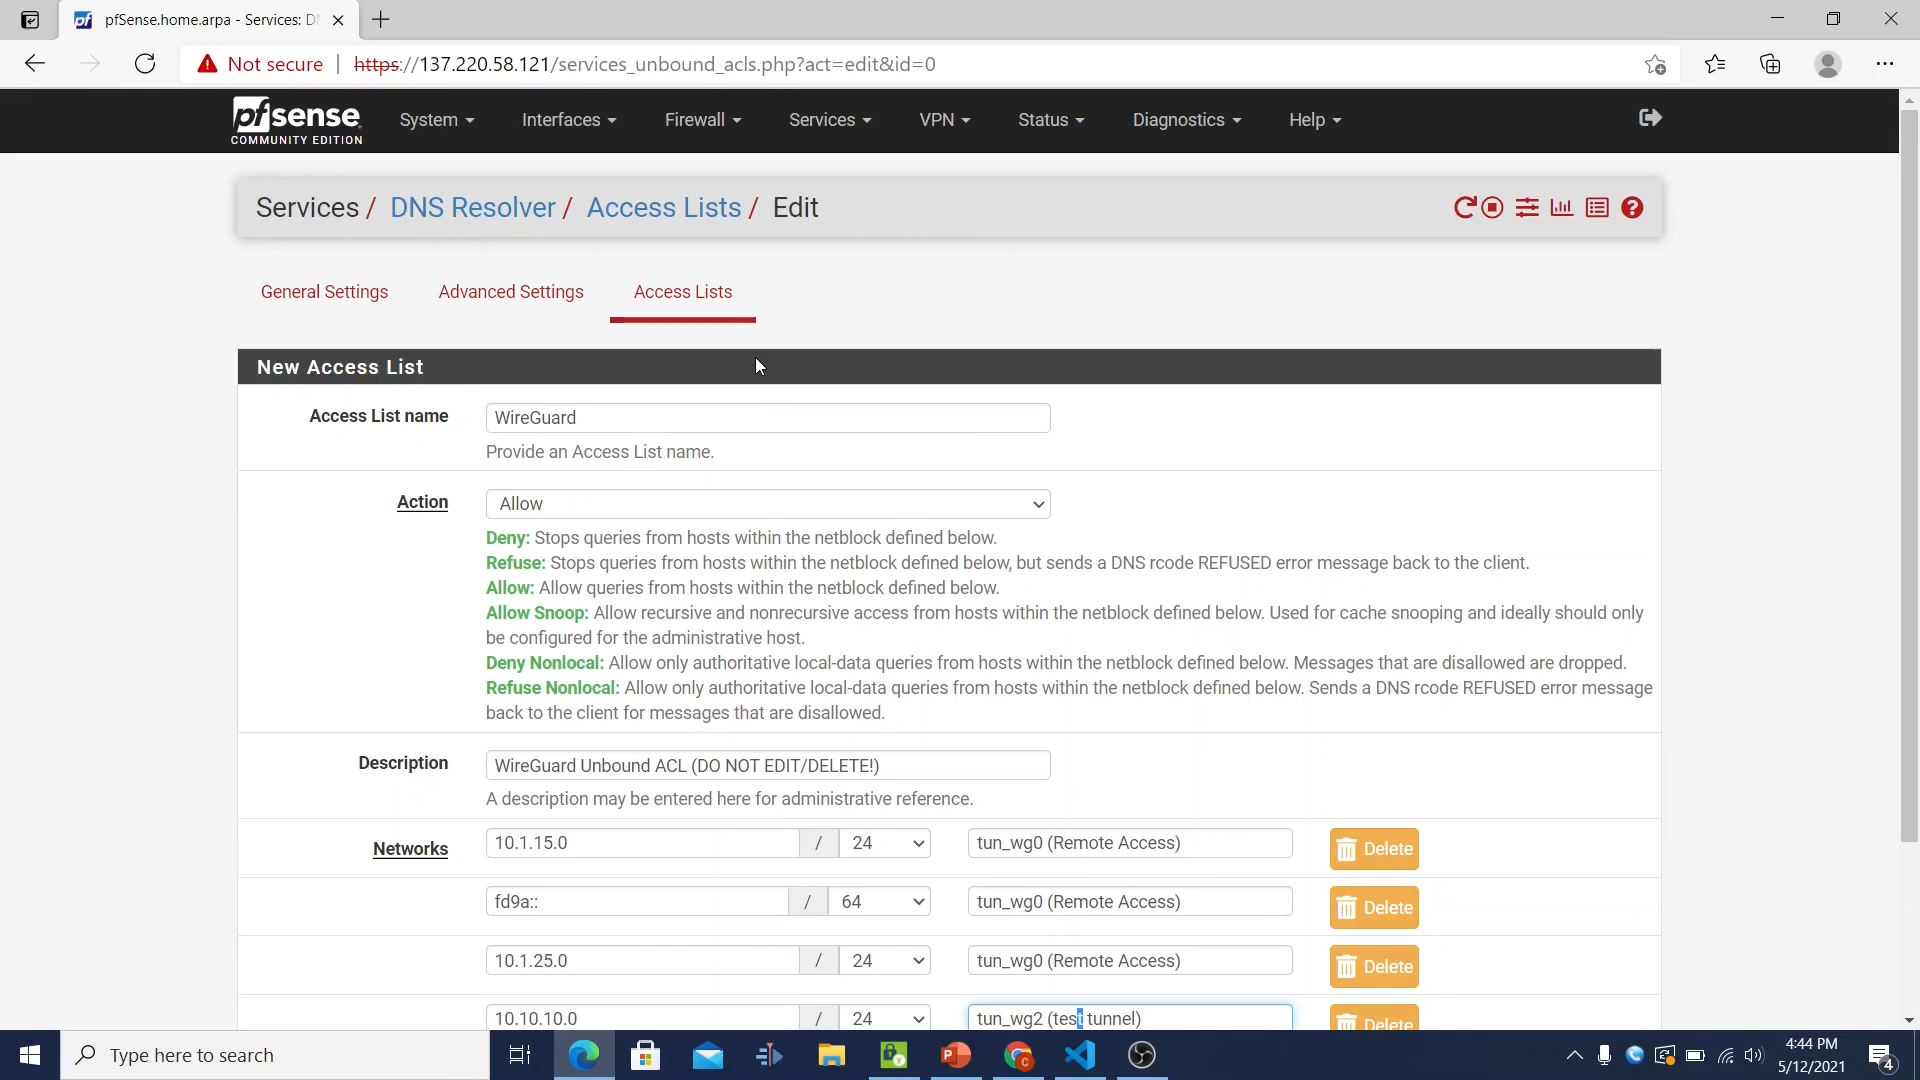 pfSense.home.arpa - Services: D
Not secure | https://137.220.58.121/services_unbound_acls.php?act=edit&id=0
pfsense
COMMUNITY EDITION
System
Interfaces
Firewall
Services
VPN
Status
Diagnostics
Help
Services / DNS Resolver / Access Lists / Edit
General Settings
Advanced Settings
Access Lists
New Access List
Access List name
WireGuard
Provide an Access List name.
Action
Allow
Deny: Stops queries from hosts within the netblock defined below.
Refuse: Stops queries from hosts within the netblock defined below, but sends a DNS rcode REFUSED error message back to the client.
Allow: Allow queries from hosts within the netblock defined below.
Allow Snoop: Allow recursive and nonrecursive access from hosts within the netblock defined below. Used for cache snooping and ideally should only
be configured for the administrative host.
Deny Nonlocal: Allow only authoritative local-data queries from hosts within the netblock defined below. Messages that are disallowed are dropped.
Refuse Nonlocal: Allow only authoritative local-data queries from hosts within the netblock defined below. Sends a DNS rcode REFUSED error message
back to the client for messages that are disallowed.
Description
WireGuard Unbound ACL (DO NOT EDIT/DELETE!)
A description may be entered here for administrative reference.
Networks
10.1.15.0 / 24 tun_wg0 (Remote Access) Delete
fd9a:: / 64 tun_wg0 (Remote Access) Delete
10.1.25.0 / 24 tun_wg0 (Remote Access) Delete
10.10.10.0 / 24 tun_wg2 (test tunnel) Delete
Type here to search
4:44 PM
5/12/2021
4